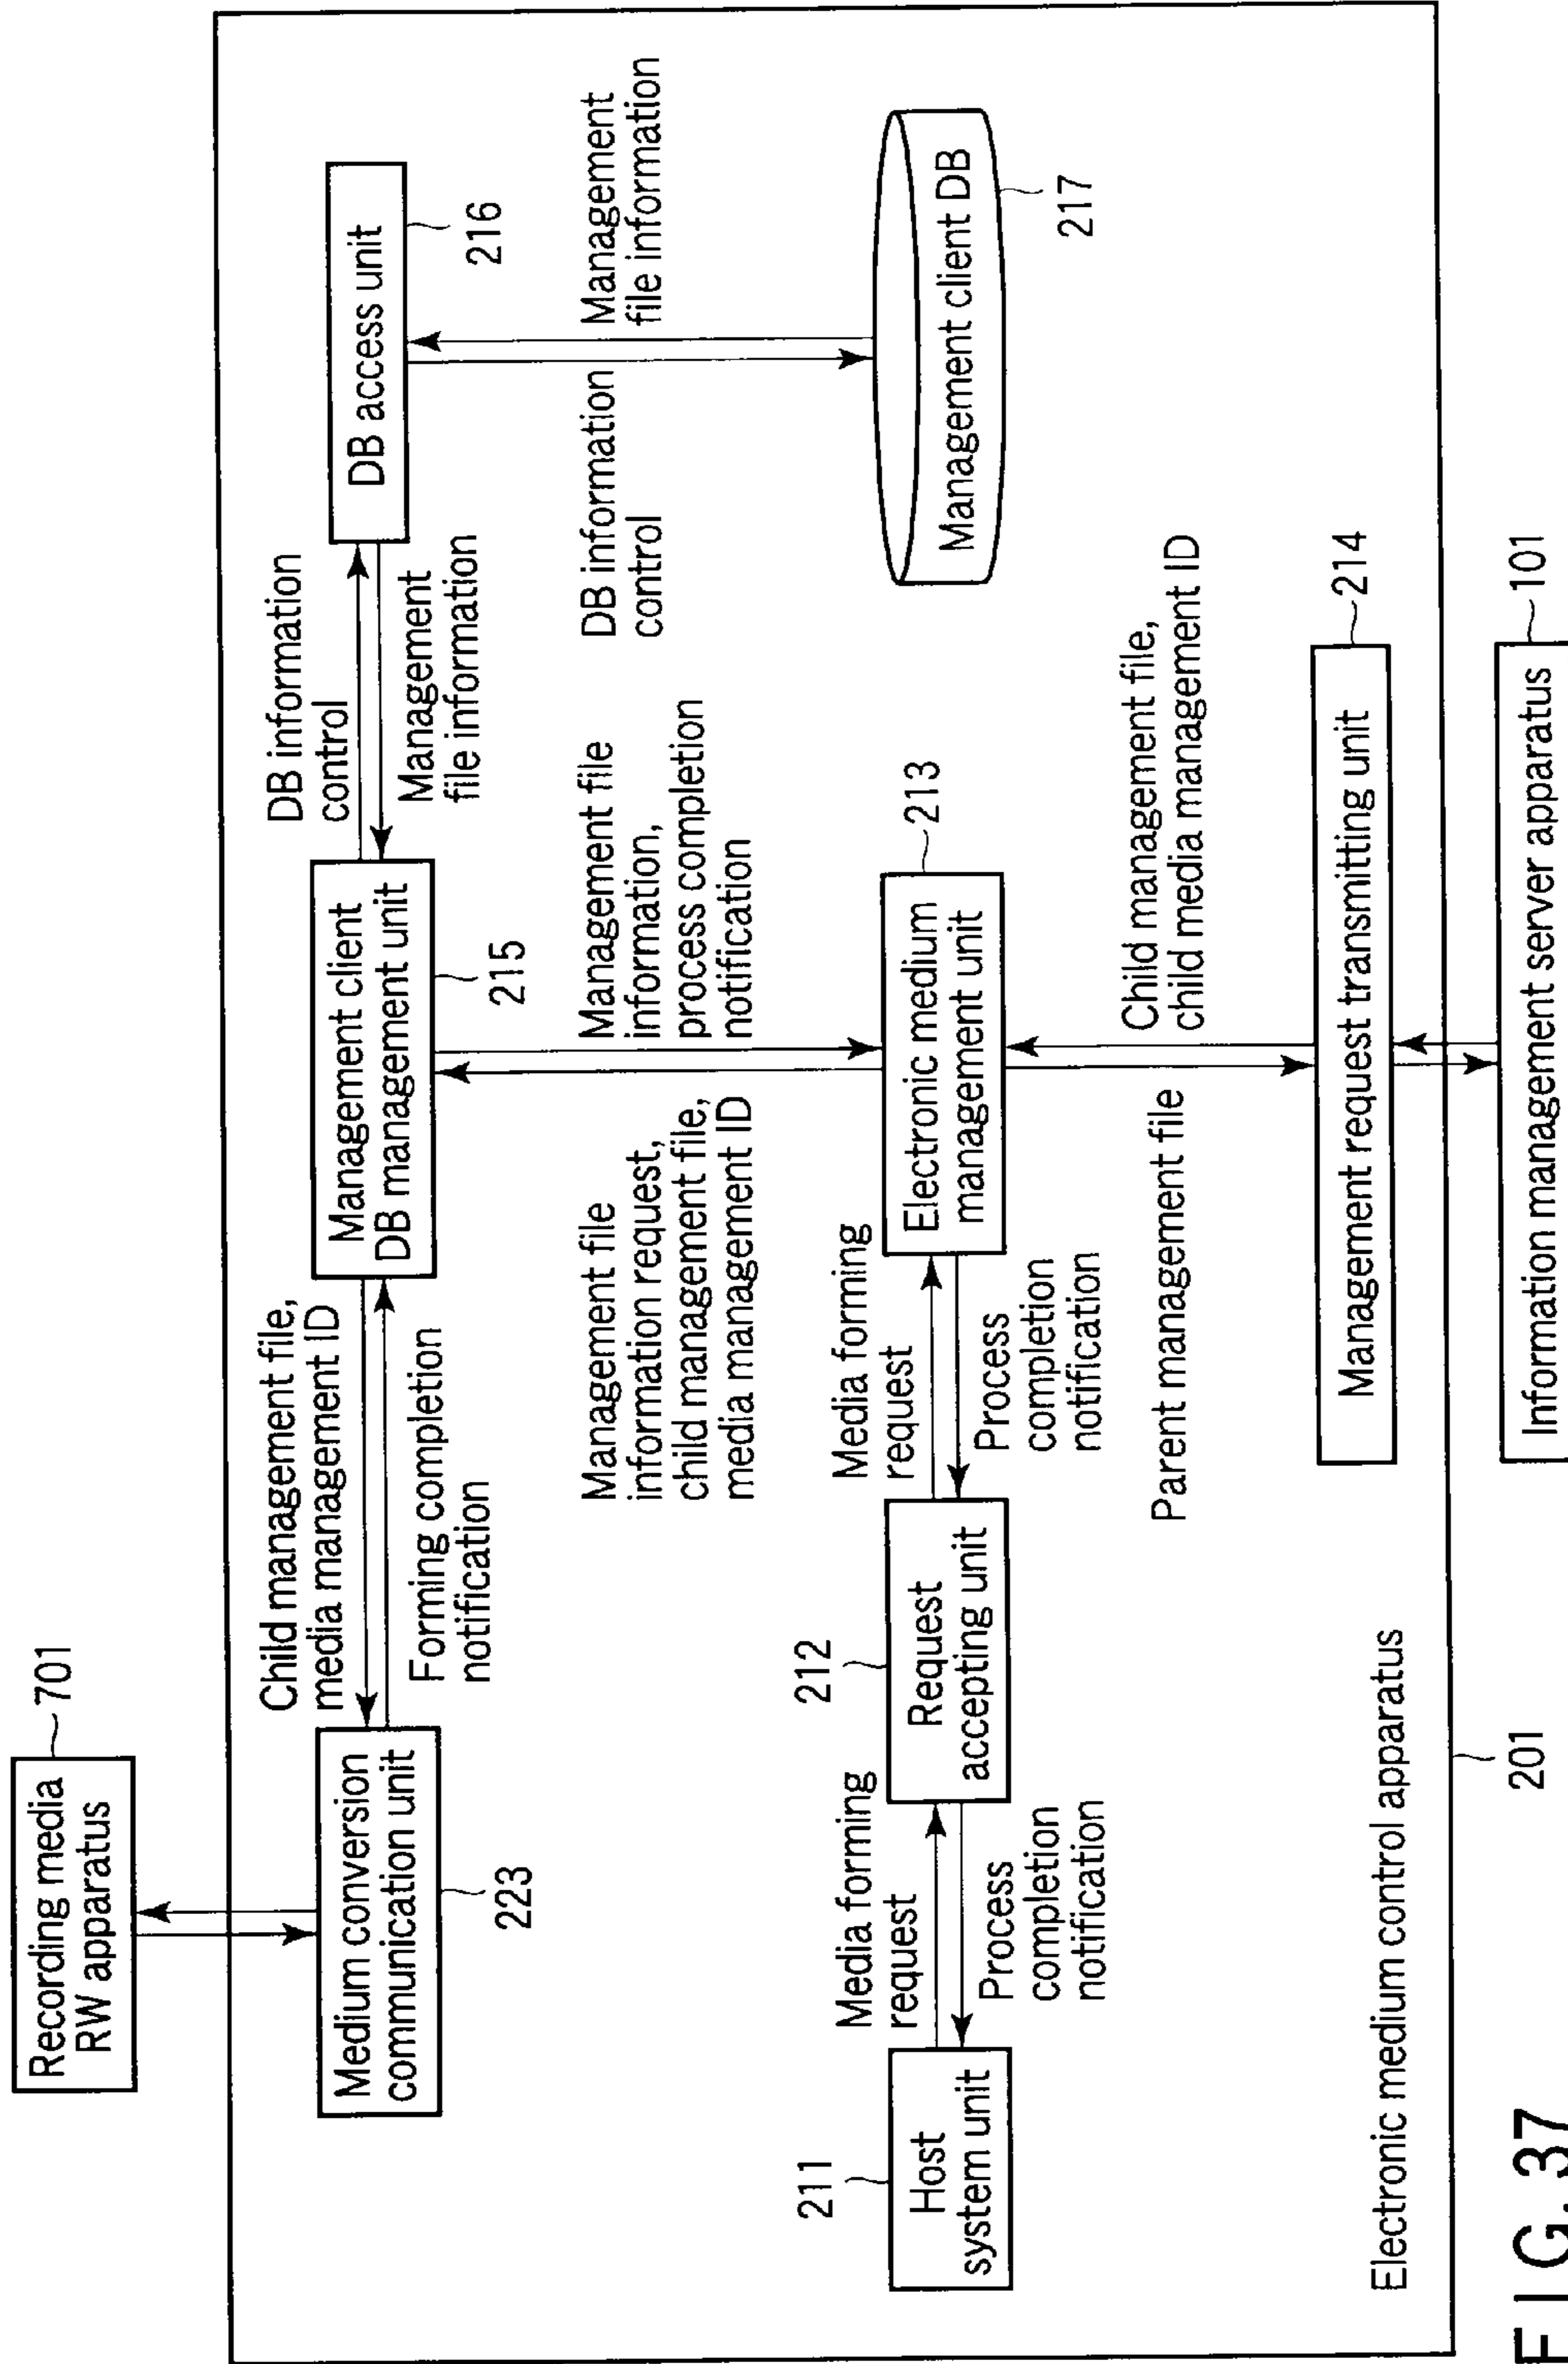 Recording media
RW apparatus
701
Medium conversion
communication unit
223
Child management file,
media management ID
Forming completion
notification
Management client
DB management unit
215
DB information
control
Management
file information
DB access unit
216
Management file
information request,
child management file,
media management ID
Management file
information,
process completion
notification
DB information
control
Management
file information
211
Host
system unit
Media forming
request
Process
completion
notification
212
Request
accepting unit
Media forming
request
Process
completion
notification
Electronic medium
management unit
213
Management client DB
217
Parent management file
Child management file,
child media management ID
Management request transmitting unit
214
Electronic medium control apparatus
201
Information management server apparatus
101
FIG. 37